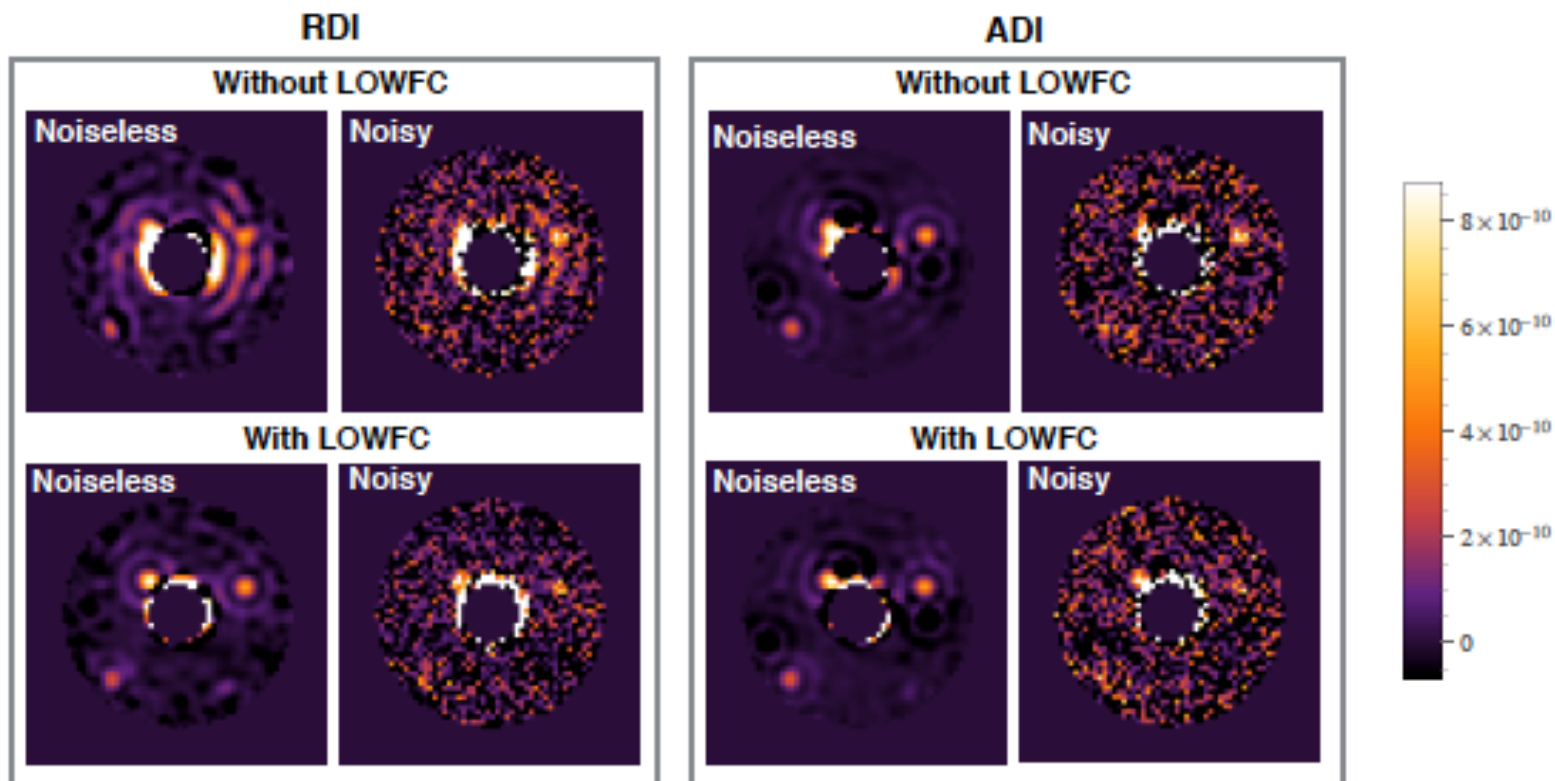 RDI
Without LOWFC
Noiseless
Noisy
With LOWFC
Noiseless
Noisy
ADI
Without LOWFC
Noiseless
Noisy
With LOWFC
Noiseless
Noisy
8×10⁻¹⁰
6×10⁻¹⁰
4×10⁻¹⁰
2×10⁻¹⁰
0